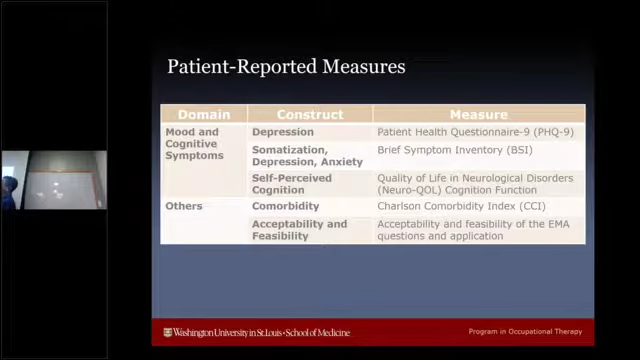 Patient-Reported Measures
Domain Construct Measure
Mood and Cognitive Symptoms Depression Patient Health Questionnaire-9 (PHQ-9)
Somatization, Depression, Anxiety Brief Symptom Inventory (BSI)
Self-Perceived Cognition Quality of Life in Neurological Disorders (Neuro-QOL) Cognition Function
Others Comorbidity Charlson Comorbidity Index (CCI)
Acceptability and Feasibility Acceptability and feasibility of the EMA questions and application
Washington University in St. Louis • School of Medicine
Program in Occupational Therapy